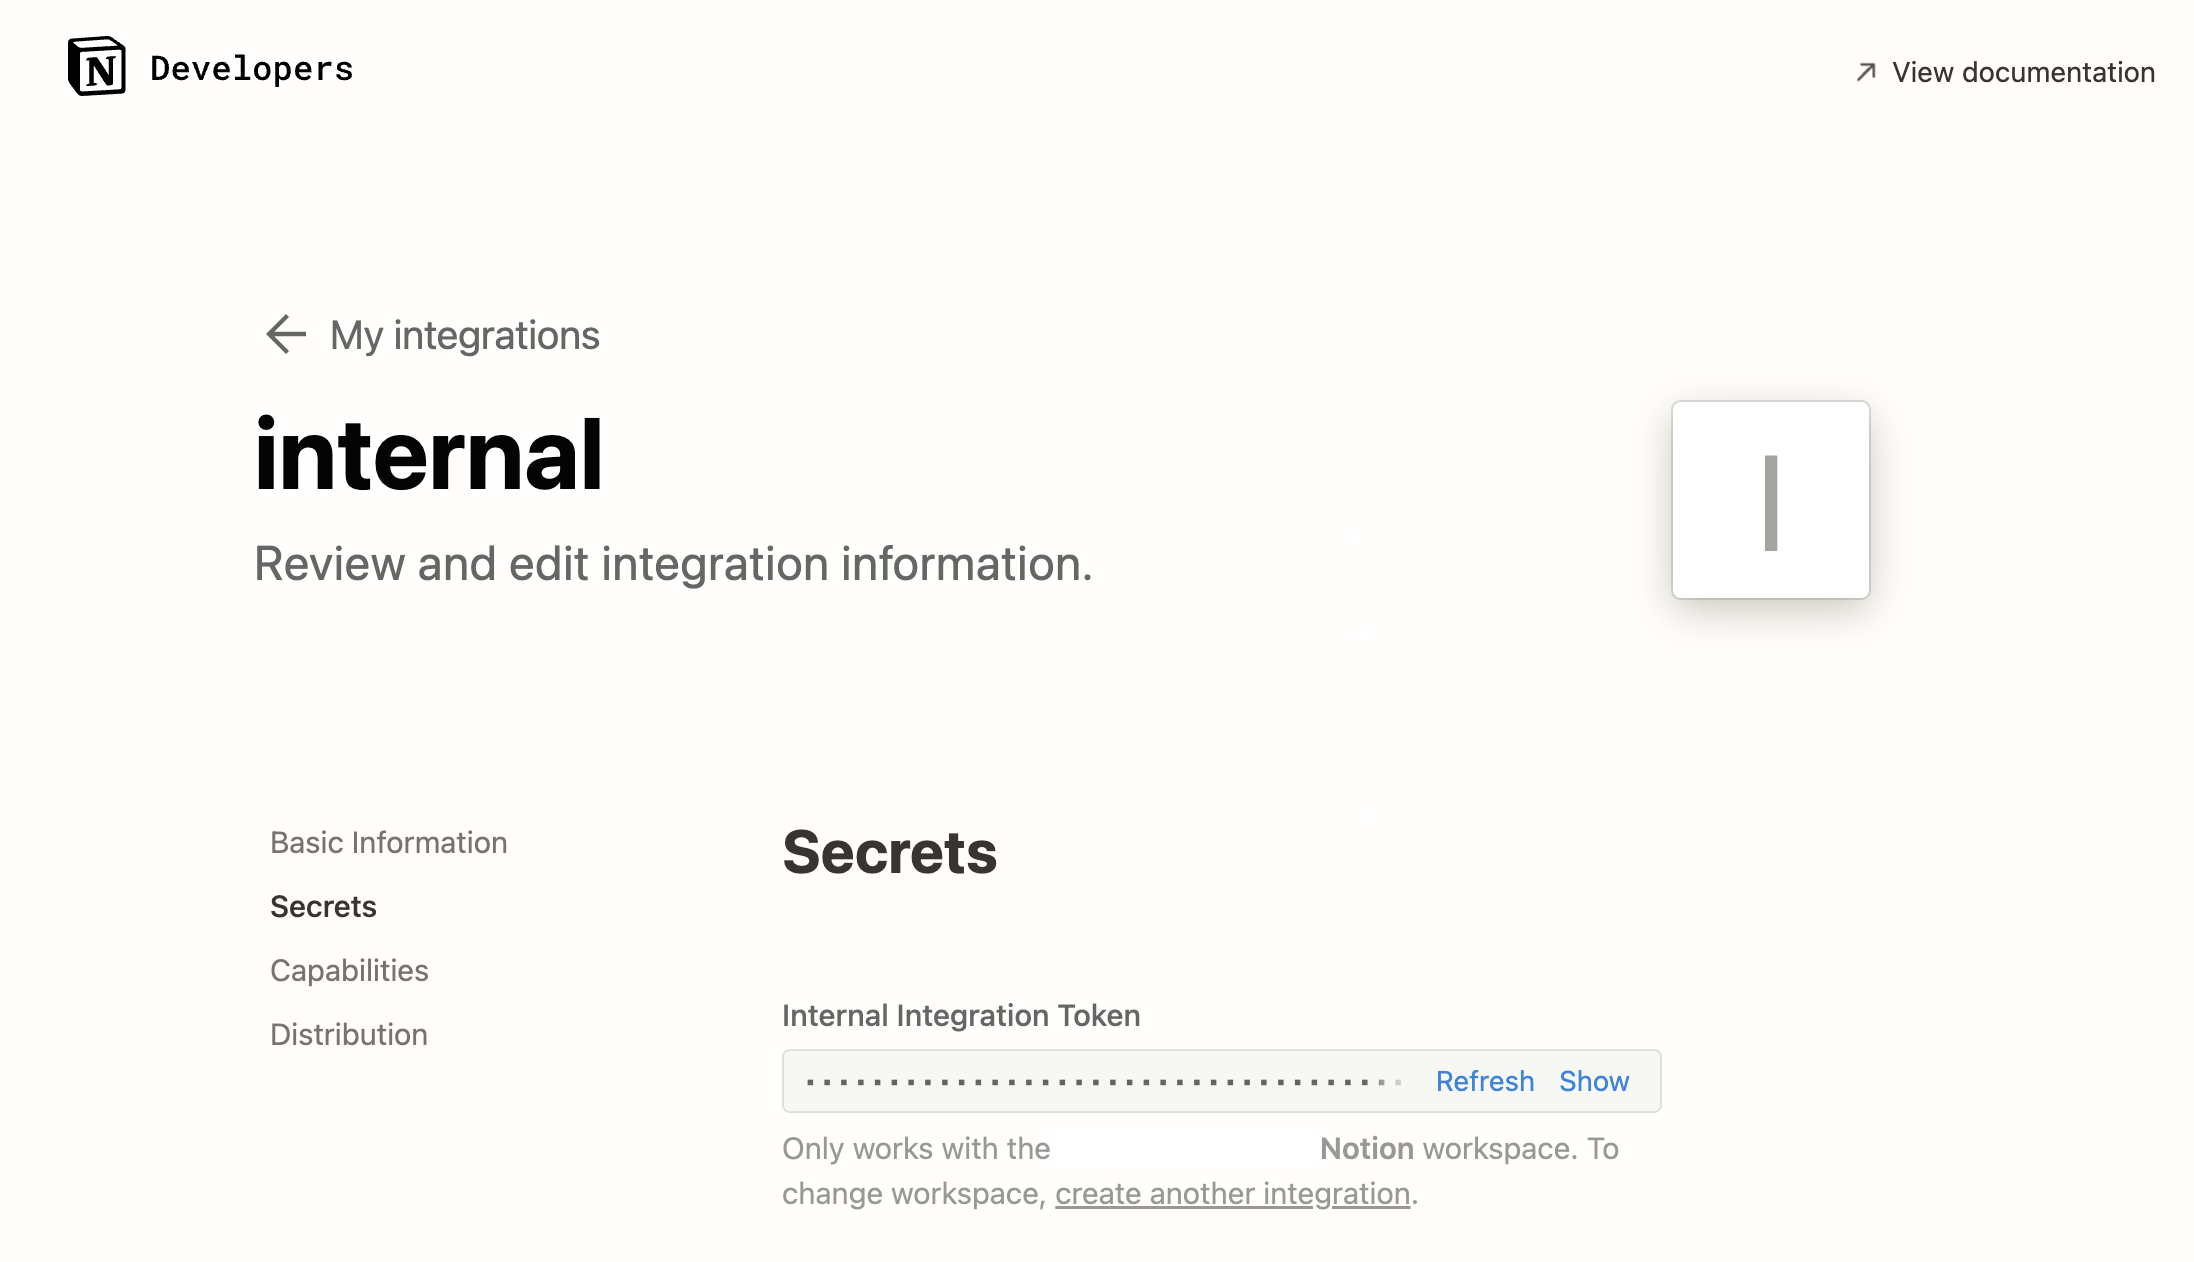 N Developers
View documentation
My integrations
internal
Review and edit integration information.
I
Basic Information
Secrets
Capabilities
Distribution
Secrets
Internal Integration Token
Refresh Show
Only works with the Notion workspace. To
change workspace, create another integration.